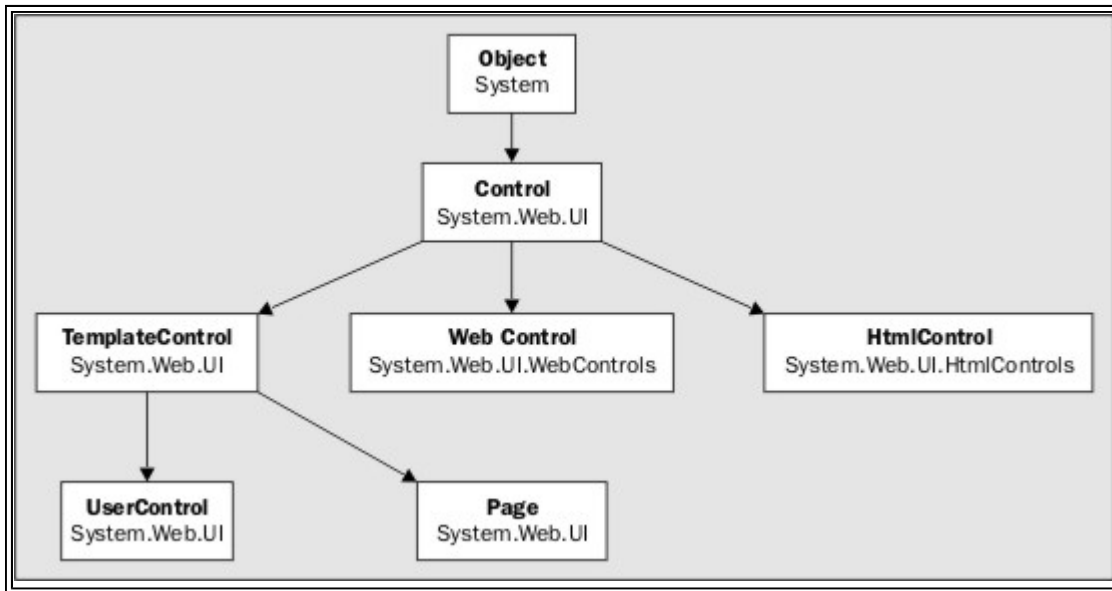 Object
System
Control
System.Web.UI
TemplateControl
System.Web.UI
Web Control
System.Web.UI.WebControls
HtmlControl
System.Web.UI.HtmlControls
UserControl
System.Web.UI
Page
System.Web.UI